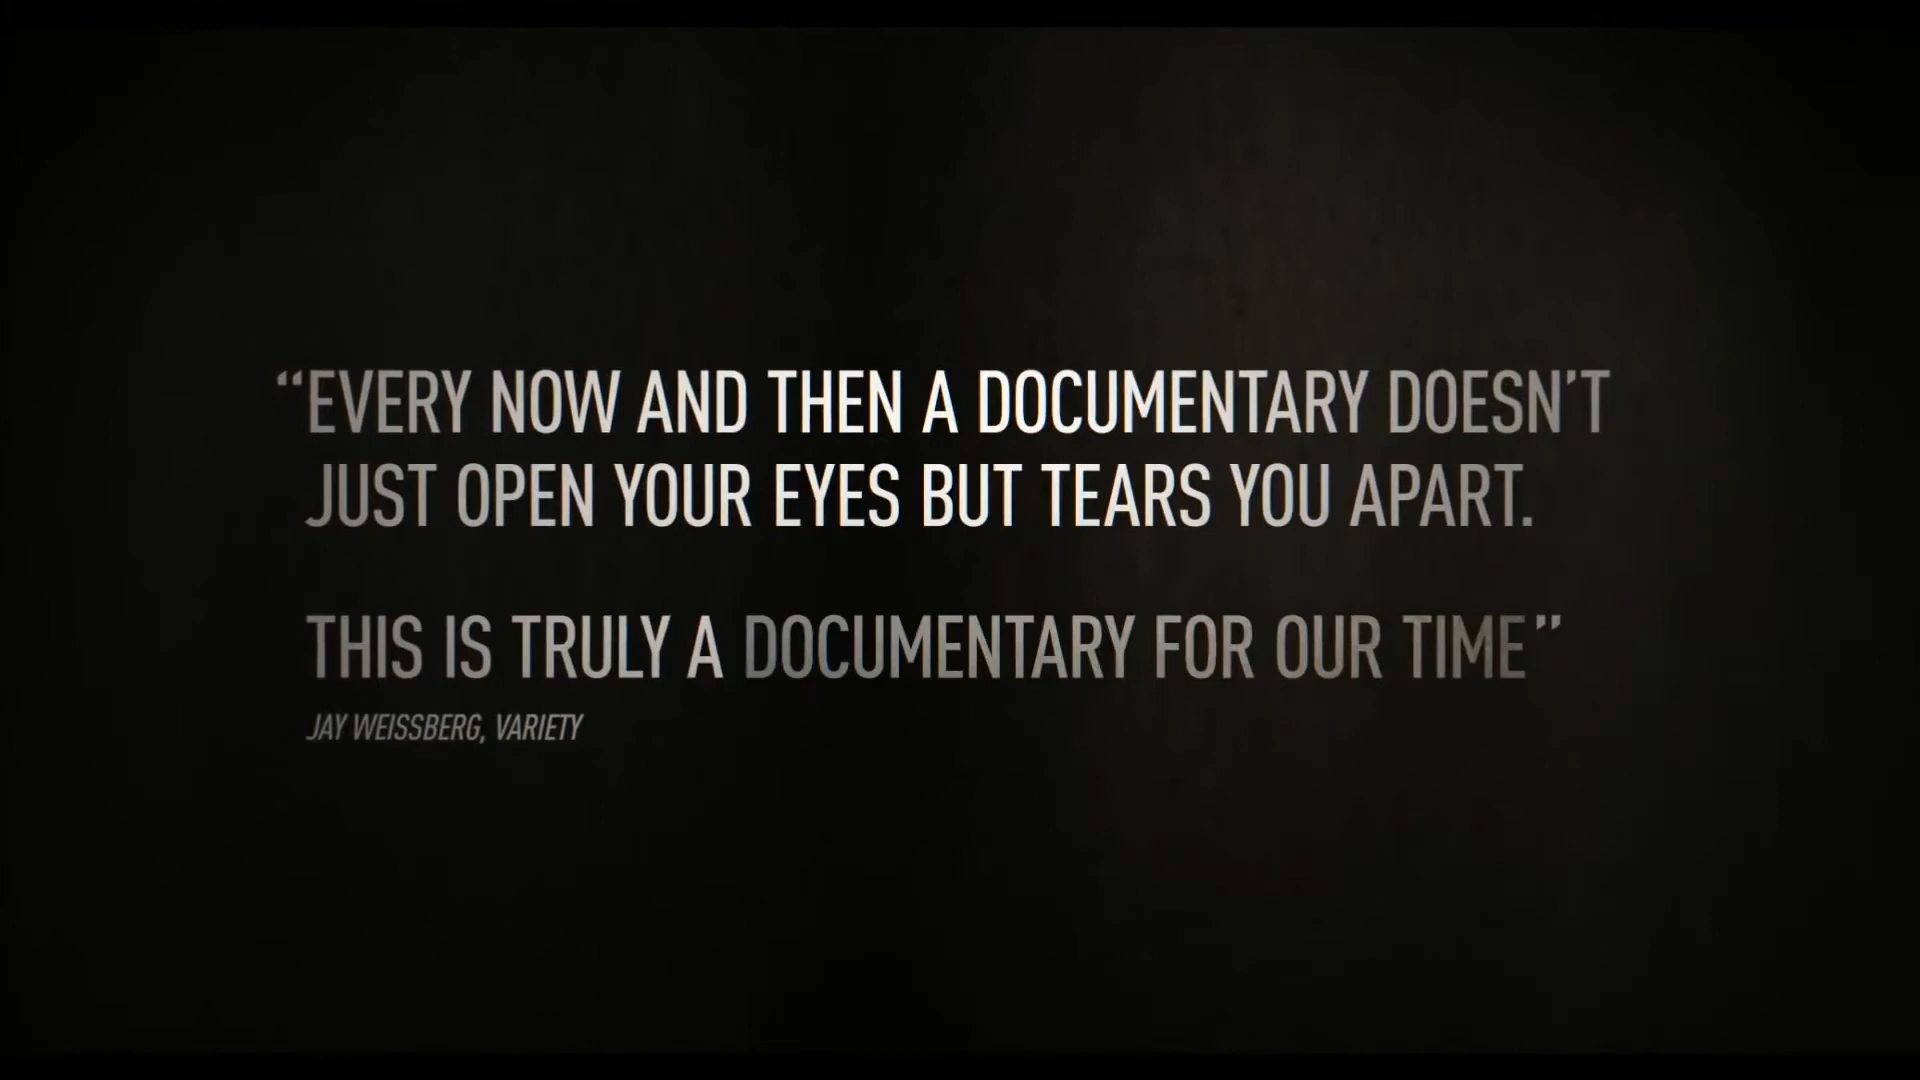 “EVERY NOW AND THEN A DOCUMENTARY DOESN’T
JUST OPEN YOUR EYES BUT TEARS YOU APART.
THIS IS TRULY A DOCUMENTARY FOR OUR TIME”
JAY WEISSBERG, VARIETY